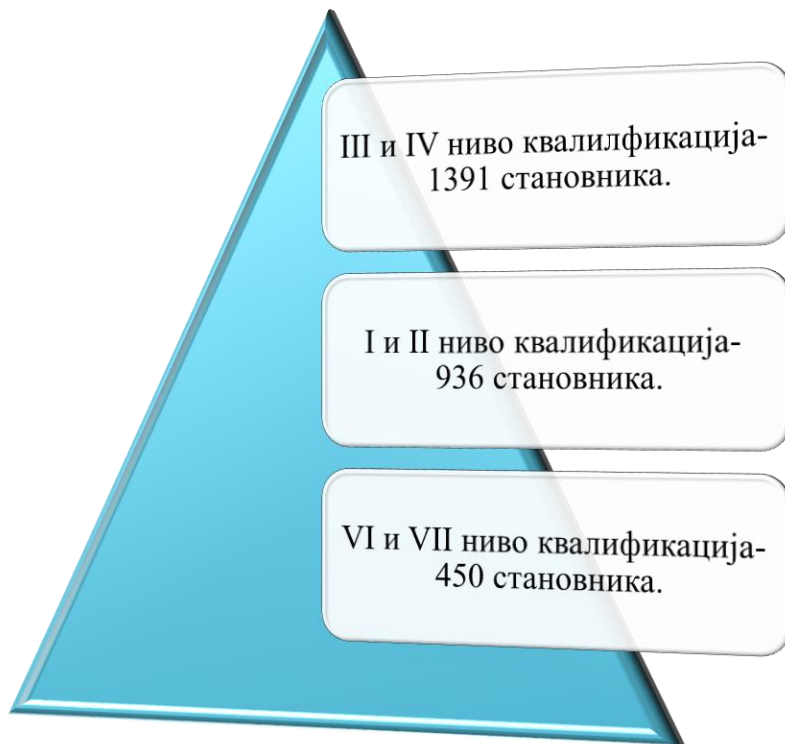 III и IV ниво квалилфикација-
1391 становника.
I и II ниво квалификација-
936 становника.
VI и VII ниво квалификација-
450 становника.